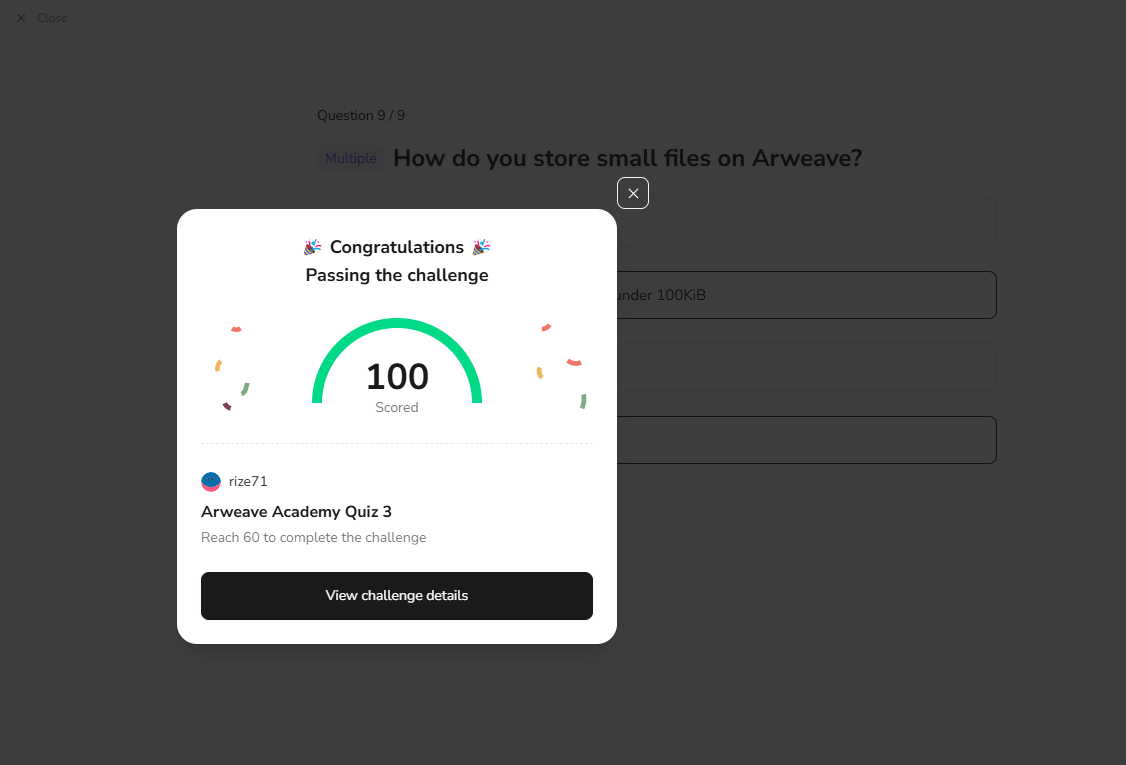 Close
Question 9 / 9
Multiple How do you store small files on Arweave?
under 100KiB
Congratulations
Passing the challenge
100
Scored
rize71
Arweave Academy Quiz 3
Reach 60 to complete the challenge
View challenge details